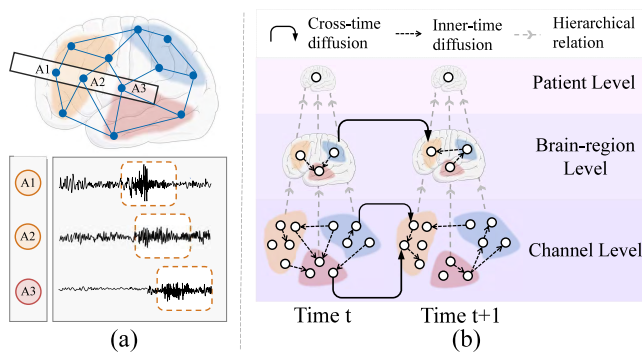 A1
A2
A3
A1
A2
A3
(a)
Cross-time
diffusion
Inner-time
diffusion
Hierarchical
relation
Patient Level
Brain-region
Level
Channel Level
Time t
Time t+1
(b)